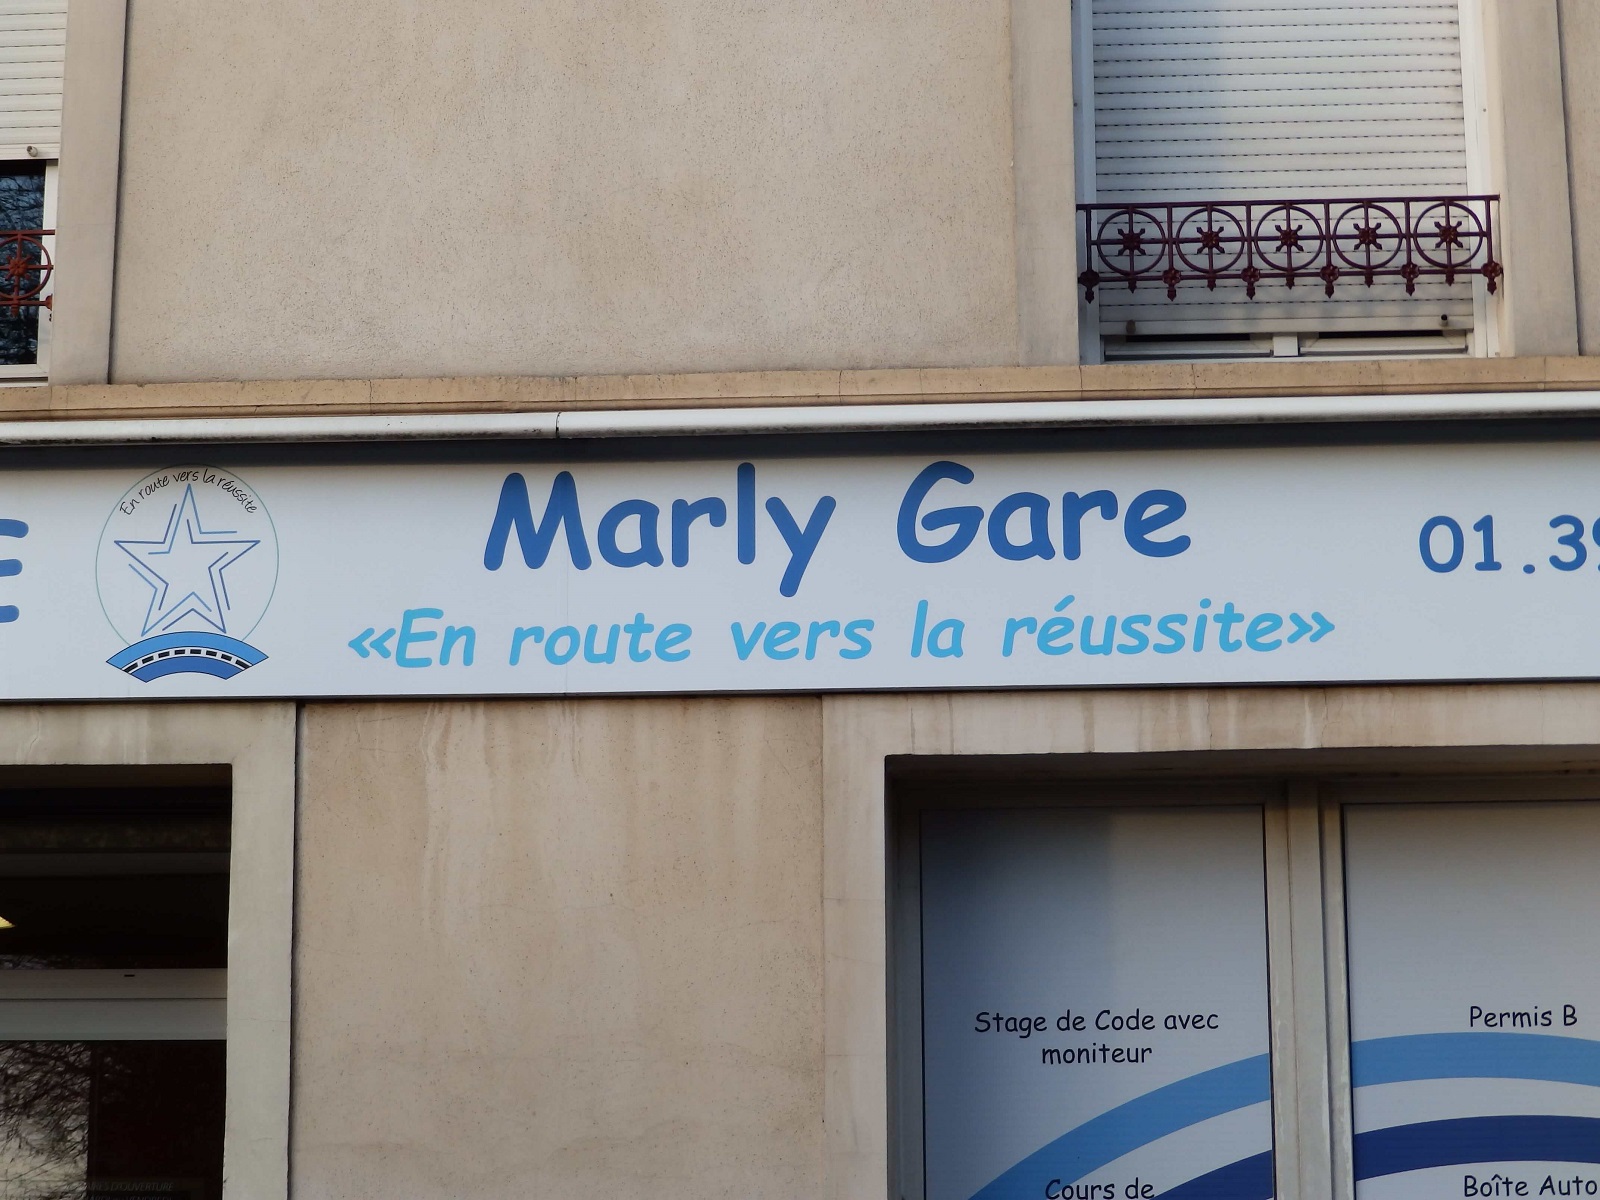 E
En route vers la réussite
Marly Gare
«En route vers la réussite»
01.39
Stage de Code avec
moniteur
Cours de
Permis B
Boîte Auto